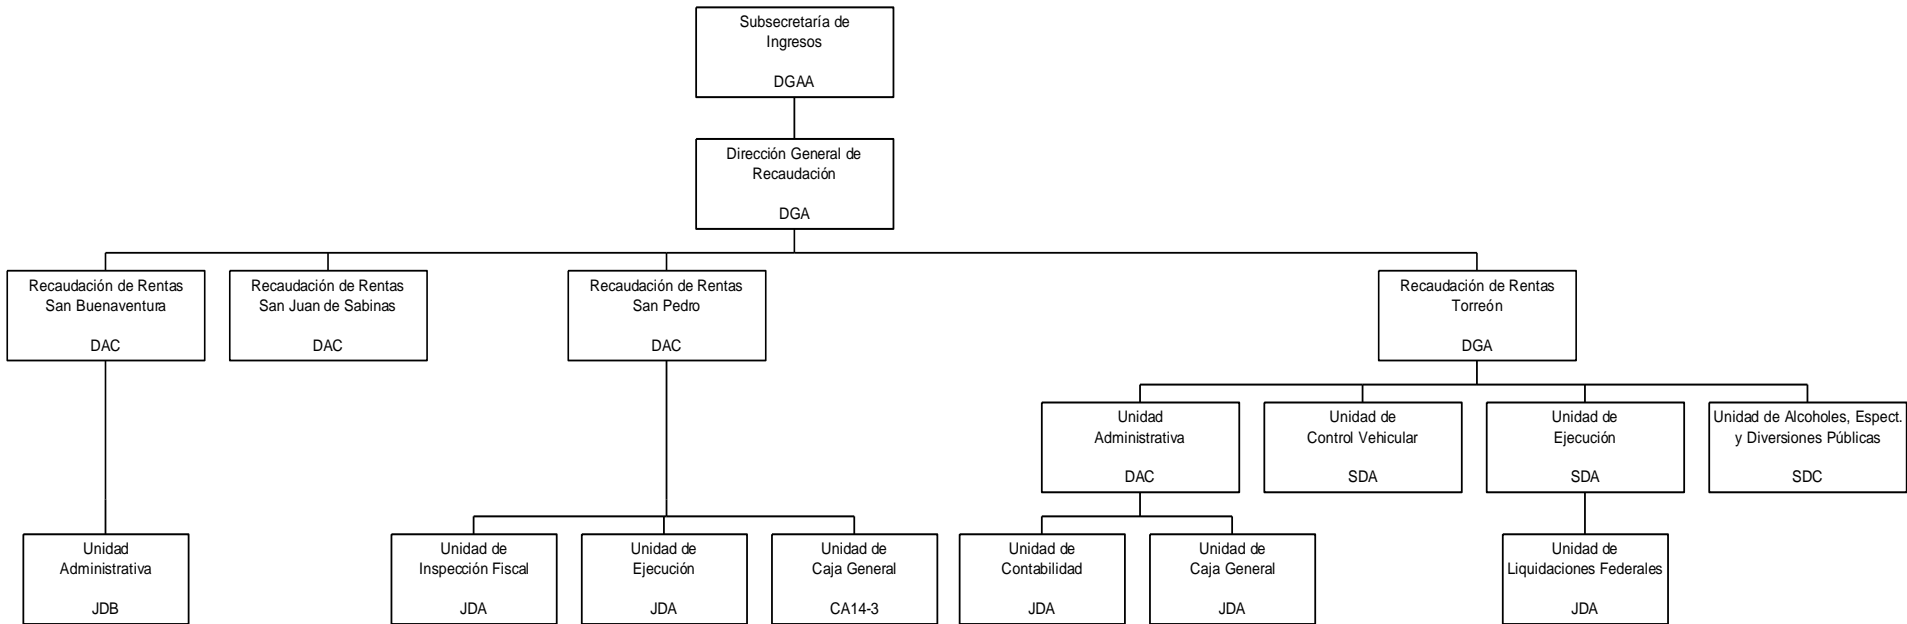 Subsecretaría de
Ingresos
DGAA
Dirección General de
Recaudación
DGA
Recaudación de Rentas
San Buenaventura
DAC
Recaudación de Rentas
San Juan de Sabinas
DAC
Recaudación de Rentas
San Pedro
DAC
Recaudación de Rentas
Torreón
DGA
Unidad
Administrativa
DAC
Unidad de
Control Vehicular
SDA
Unidad de
Ejecución
SDA
Unidad de Alcoholes, Espect.
y Diversiones Públicas
SDC
Unidad
Administrativa
JDB
Unidad de
Inspección Fiscal
JDA
Unidad de
Ejecución
JDA
Unidad de
Caja General
CA14-3
Unidad de
Contabilidad
JDA
Unidad de
Caja General
JDA
Unidad de
Liquidaciones Federales
JDA